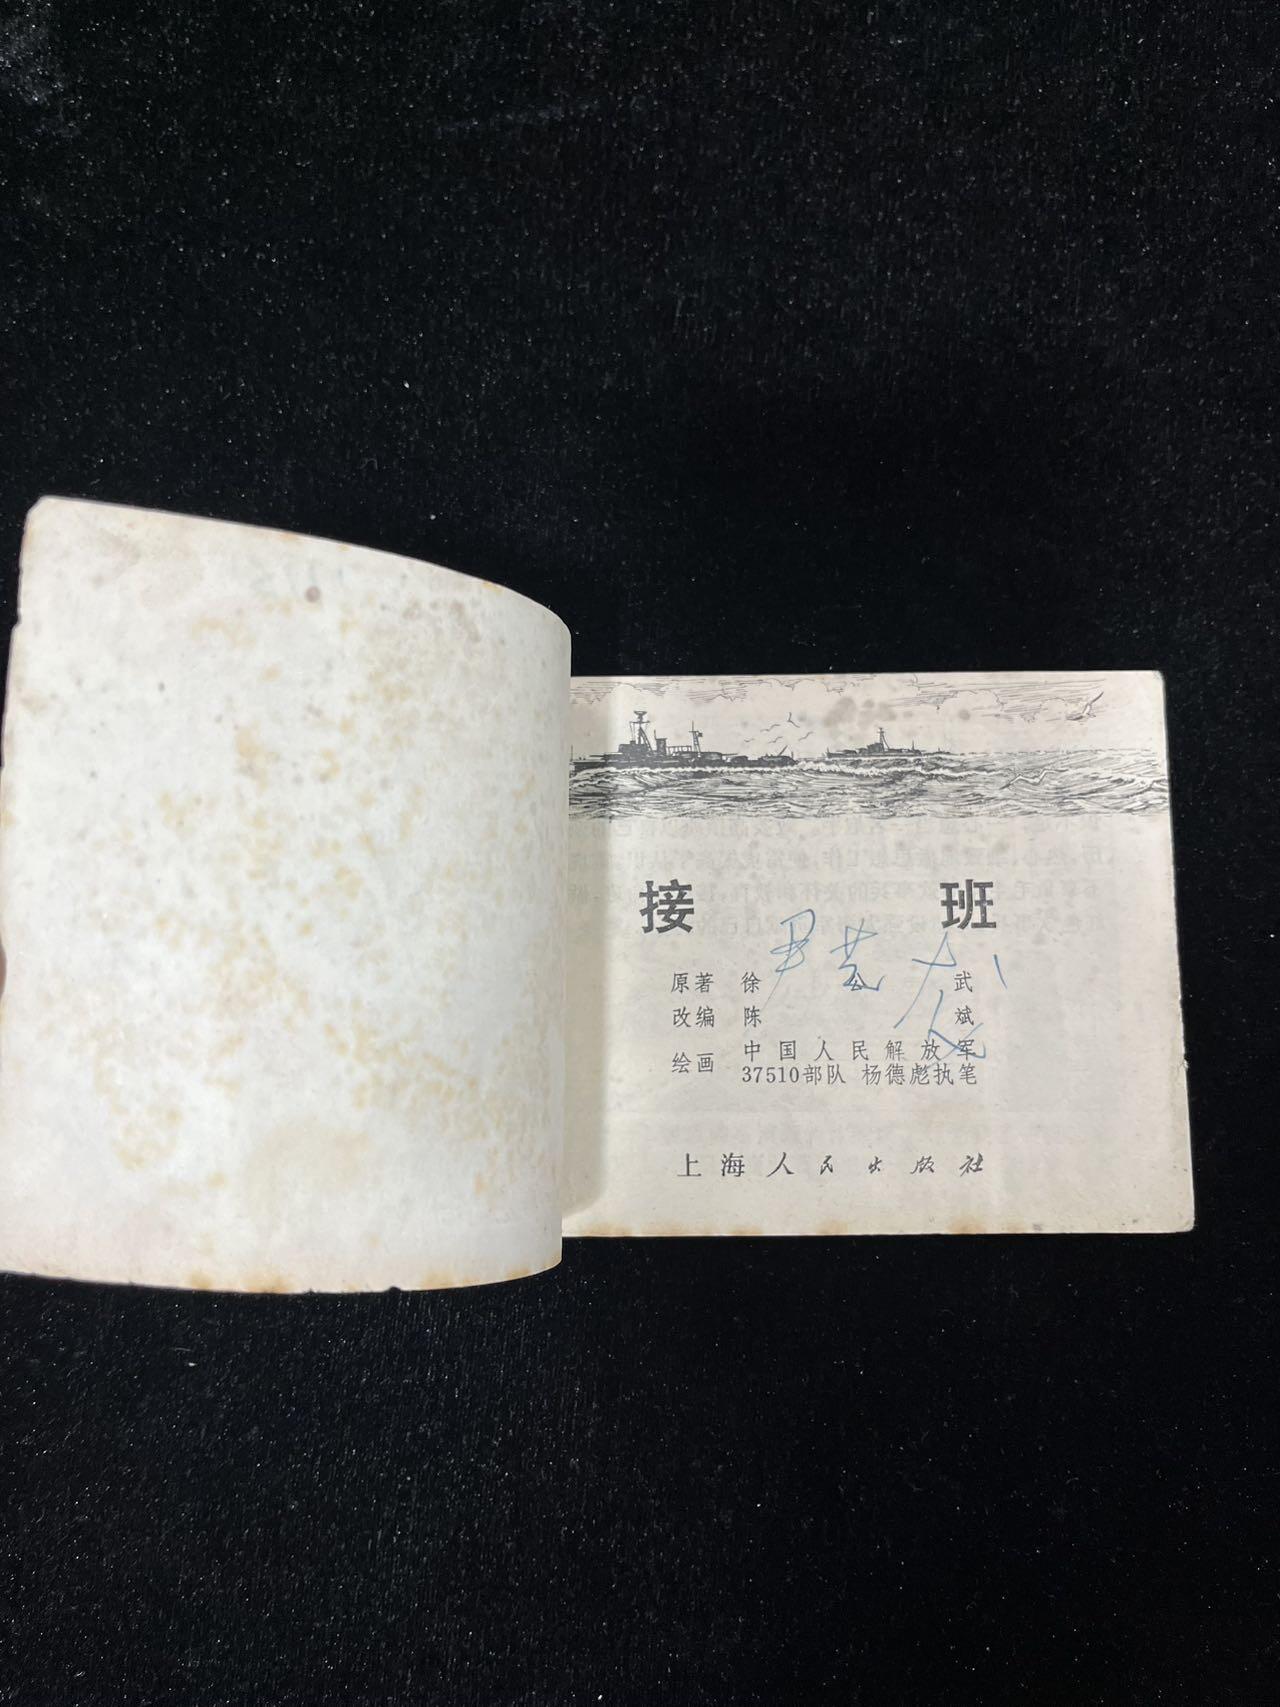 接班
原著 徐 武
改编 陈 斌
绘画 中国人民解放军
37510部队 杨德彪执笔
上海人民出版社